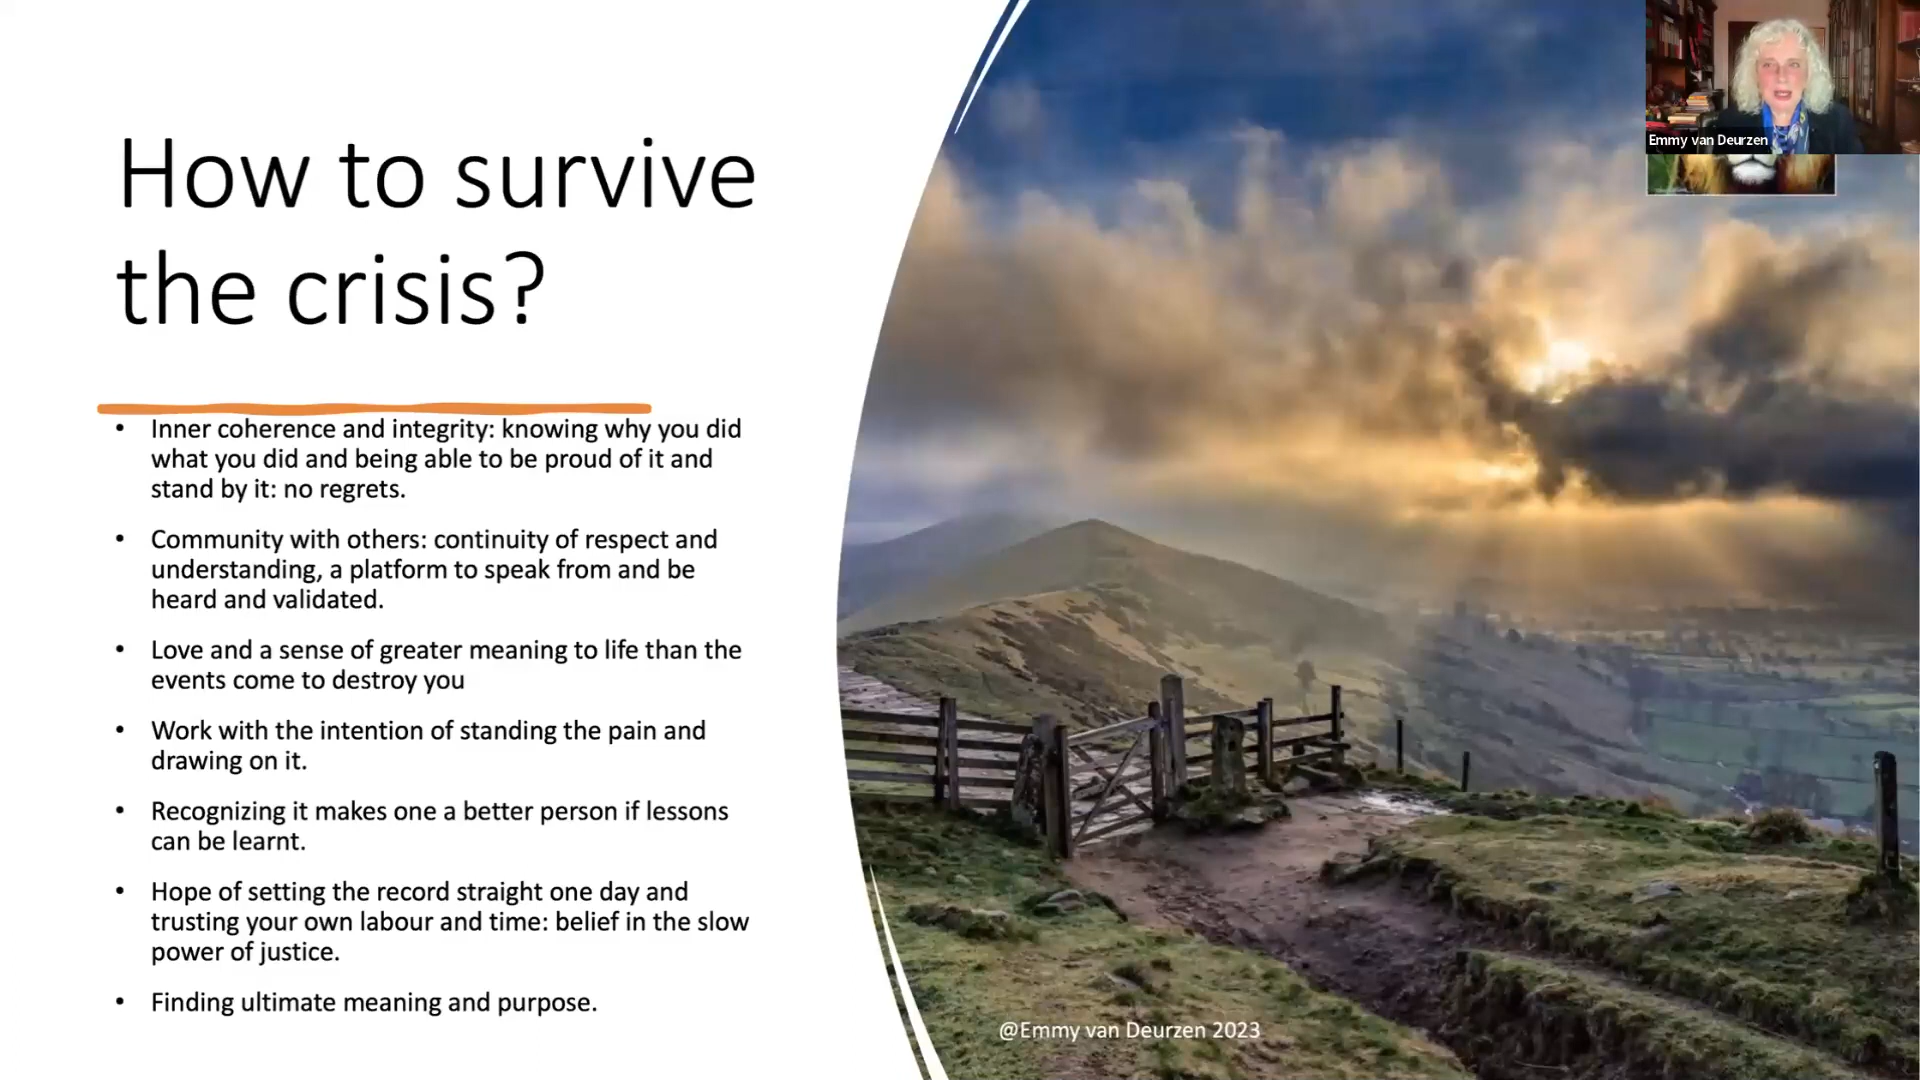 How to survive
the crisis?
• Inner coherence and integrity: knowing why you did
what you did and being able to be proud of it and
stand by it: no regrets.
• Community with others: continuity of respect and
understanding, a platform to speak from and be
heard and validated.
• Love and a sense of greater meaning to life than the
events come to destroy you
• Work with the intention of standing the pain and
drawing on it.
• Recognizing it makes one a better person if lessons
can be learnt.
• Hope of setting the record straight one day and
trusting your own labour and time: belief in the slow
power of justice.
• Finding ultimate meaning and purpose.
Emmy van Deurzen
@Emmy van Deurzen 2023